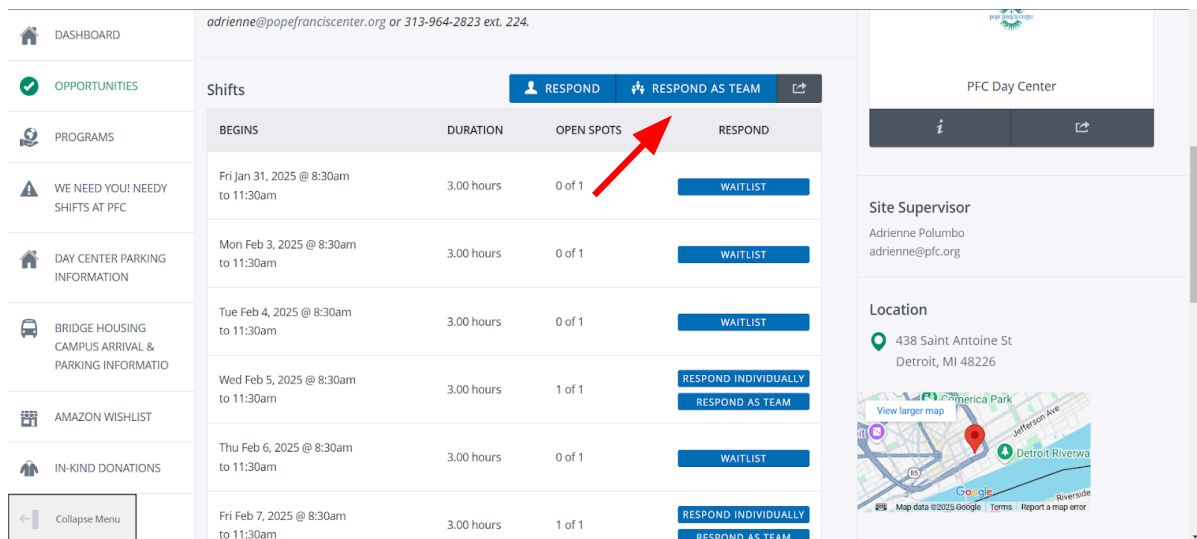 DASHBOARD
OPPORTUNITIES
PROGRAMS
WE NEED YOU! NEEDY
SHIFTS AT PFC
DAY CENTER PARKING
INFORMATION
BRIDGE HOUSING
CAMPUS ARRIVAL &
PARKING INFORMATIO
AMAZON WISHLIST
IN-KIND DONATIONS
Collapse Menu
adrienne@popefranciscenter.org or 313-964-2823 ext. 224.
Shifts
RESPOND
RESPOND AS TEAM
BEGINS DURATION OPEN SPOTS RESPOND
Fri Jan 31, 2025 @ 8:30am
to 11:30am
3.00 hours 0 of 1 WAITLIST
Mon Feb 3, 2025 @ 8:30am
to 11:30am
3.00 hours 0 of 1 WAITLIST
Tue Feb 4, 2025 @ 8:30am
to 11:30am
3.00 hours 0 of 1 WAITLIST
Wed Feb 5, 2025 @ 8:30am
to 11:30am
3.00 hours 1 of 1 RESPOND INDIVIDUALLY
RESPOND AS TEAM
Thu Feb 6, 2025 @ 8:30am
to 11:30am
3.00 hours 0 of 1 WAITLIST
Fri Feb 7, 2025 @ 8:30am
to 11:30am
3.00 hours 1 of 1 RESPOND INDIVIDUALLY
RESPOND AS TEAM
pope francis center
PFC Day Center
i
Site Supervisor
Adrienne Polumbo
adrienne@pfc.org
Location
438 Saint Antoine St
Detroit, MI 48226
View larger map
Comerica Park
Jefferson Ave
Detroit Riverwa
85
Google
Riverside
Map data ©2025 Google Terms Report a map error